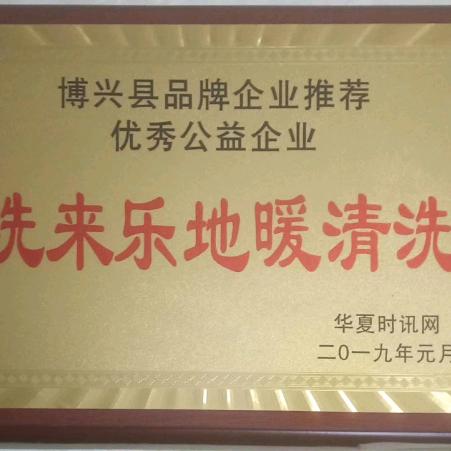 博兴县品牌企业推荐
优秀公益企业
洗来乐地暖清洗
华夏时讯网
二0一九年元月